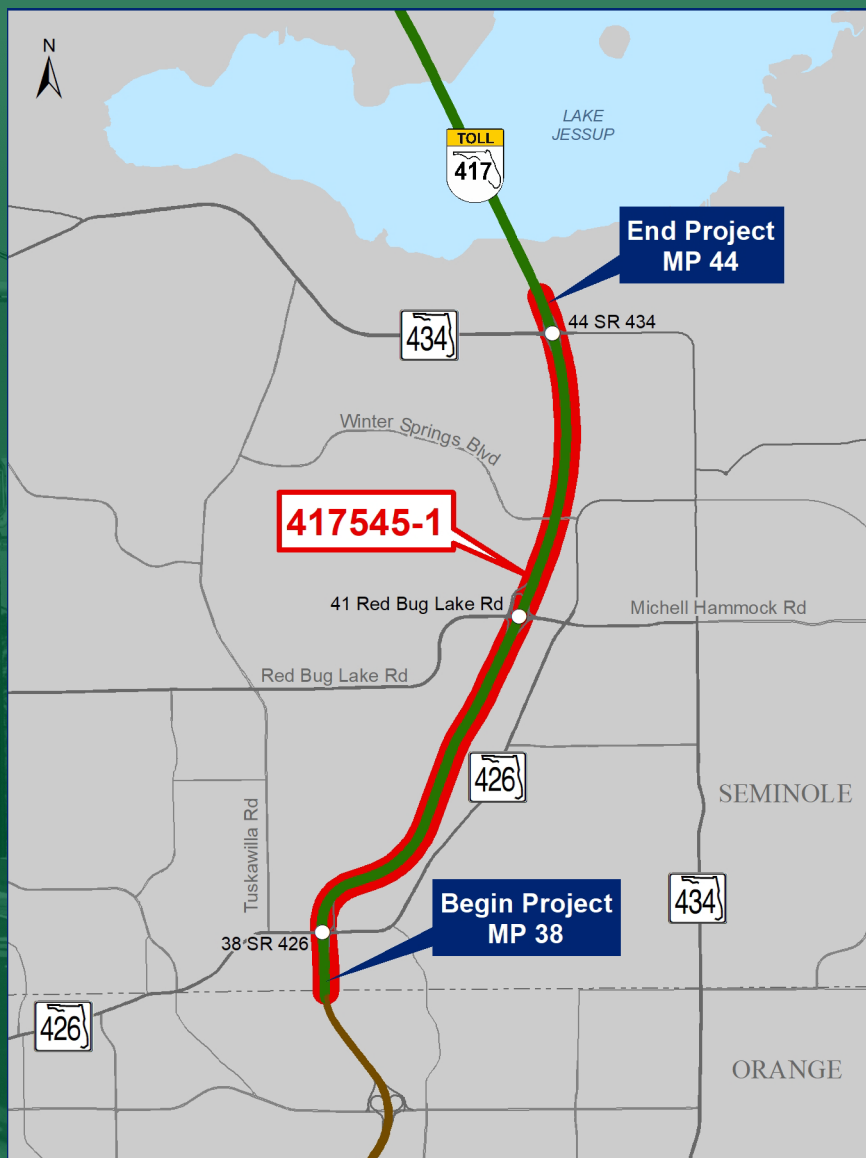 N
LAKE
JESSUP
TOLL
417
End Project
MP 44
44 SR 434
434
Winter Springs Blvd
417545-1
41 Red Bug Lake Rd
Michell Hammock Rd
Red Bug Lake Rd
426
SEMINOLE
Tuskawilla Rd
434
Begin Project
MP 38
38 SR 426
426
ORANGE